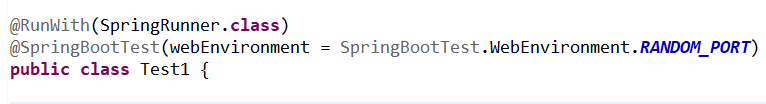 @RunWith(SpringRunner.class)
@SpringBootTest(webEnvironment = SpringBootTest.WebEnvironment.RANDOM_PORT)
public class Test1 {